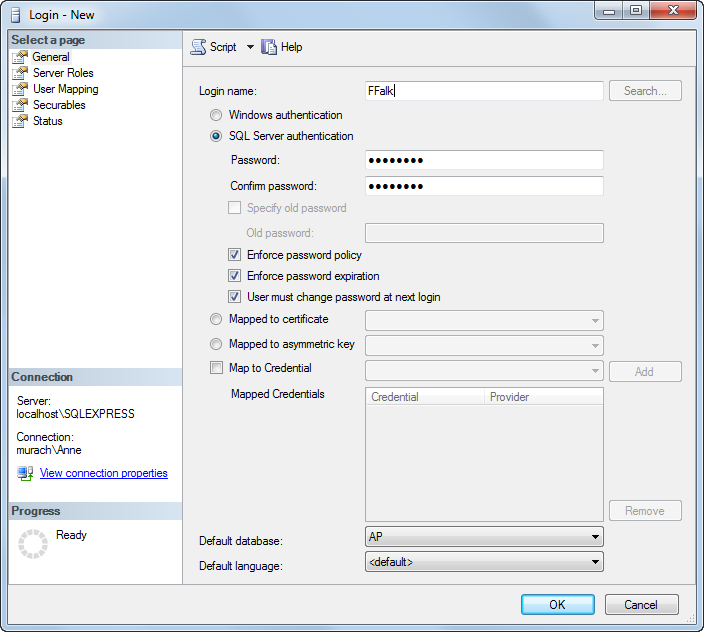 Login - New
Select a page
General
Server Roles
User Mapping
Securables
Status
Connection
Server:
localhost\SQLEXPRESS
Connection:
murach\Anne
View connection properties
Progress
Ready
Script Help
Login name: FFalk Search...
Windows authentication
SQL Server authentication
Password: ●●●●●●●●
Confirm password: ●●●●●●●●
Specify old password
Old password:
Enforce password policy
Enforce password expiration
User must change password at next login
Mapped to certificate
Mapped to asymmetric key
Map to Credential Add
Mapped Credentials Credential Provider
Remove
Default database: AP
Default language: <default>
OK Cancel